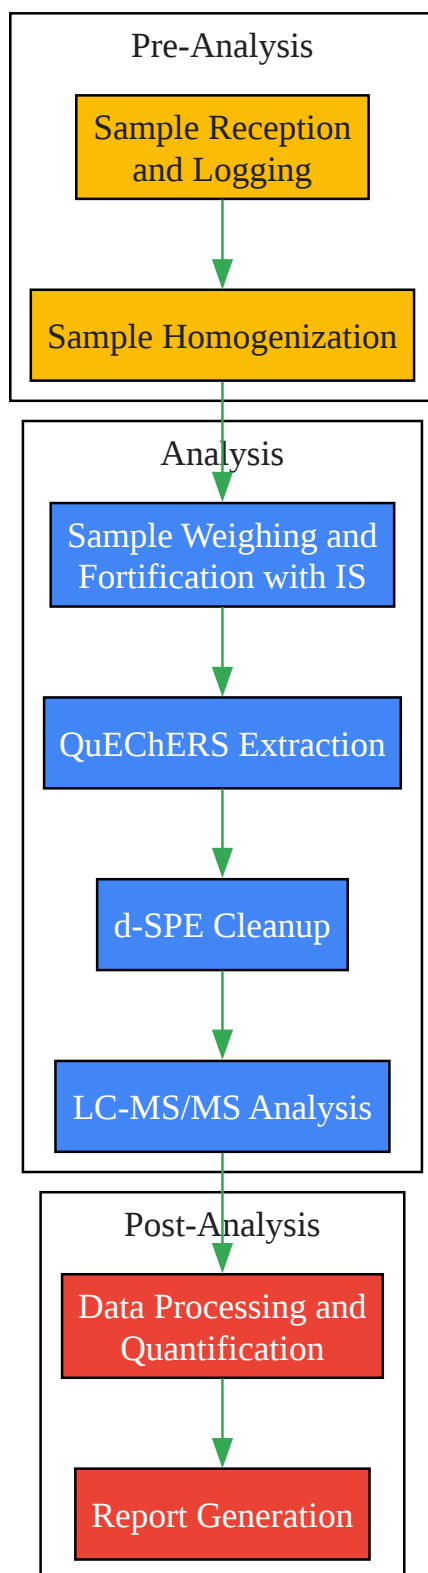 Pre-Analysis
Sample Reception
and Logging
Sample Homogenization
Analysis
Sample Weighing and
Fortification with IS
QuEChERS Extraction
d-SPE Cleanup
LC-MS/MS Analysis
Post-Analysis
Data Processing and
Quantification
Report Generation